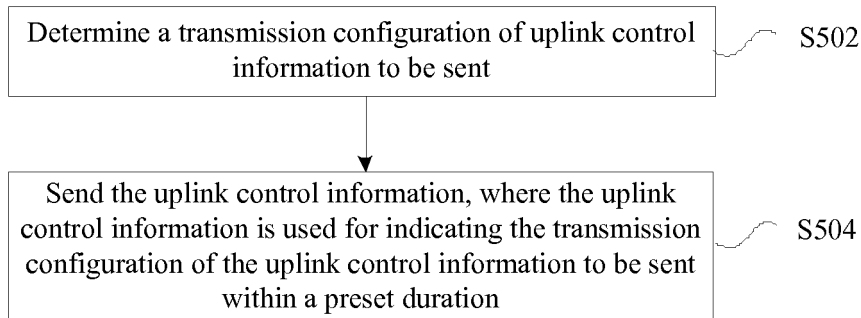 Determine a transmission configuration of uplink control
information to be sent
S502
Send the uplink control information, where the uplink
control information is used for indicating the transmission
configuration of the uplink control information to be sent
within a preset duration
S504